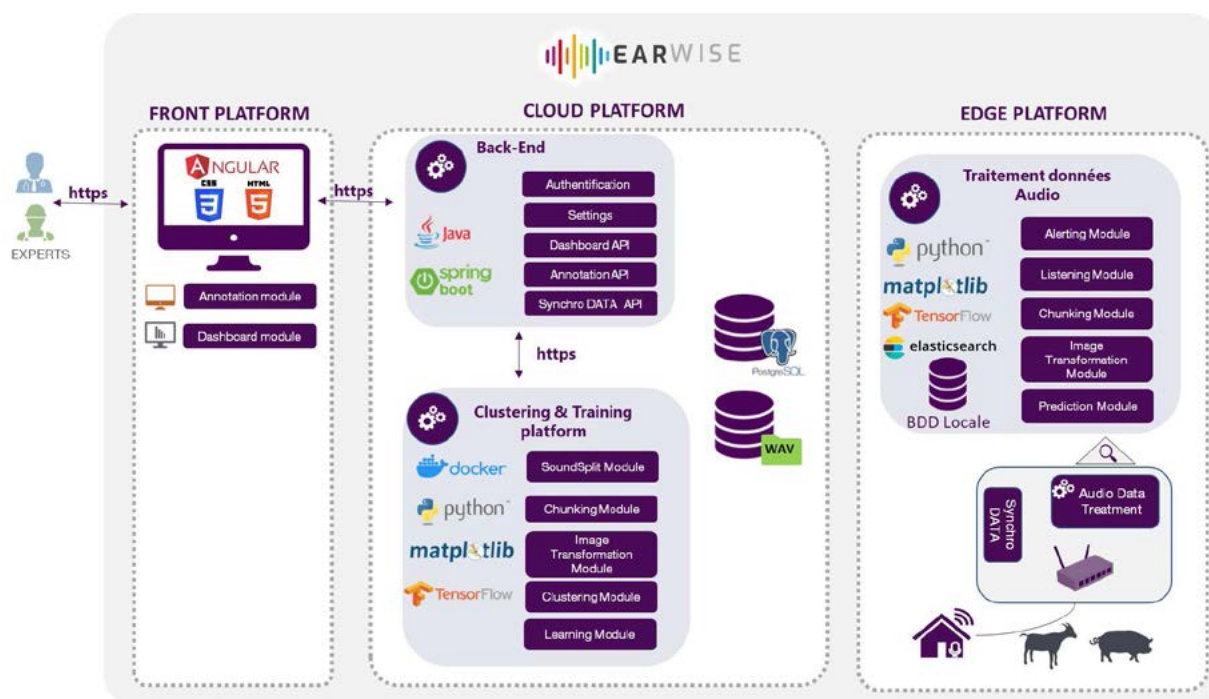 EARWISE
FRONT PLATFORM
CLOUD PLATFORM
EDGE PLATFORM
EXPERTS
https
ANGULAR
CSS
3
HTML
5
Annotation module
Dashboard module
https
Back-End
Java
spring
boot
Authentification
Settings
Dashboard API
Annotation API
Synchro DATA API
https
PostgreSQL
WAV
Clustering & Training
platform
docker
python
matplotlib
TensorFlow
SoundSplit Module
Chunking Module
Image
Transformation
Module
Clustering Module
Learning Module
Traitement données
Audio
python
matplotlib
TensorFlow
elasticsearch
BDD Locale
Alerting Module
Listening Module
Chunking Module
Image
Transformation
Module
Prediction Module
Synchro
DATA
Audio Data
Treatment